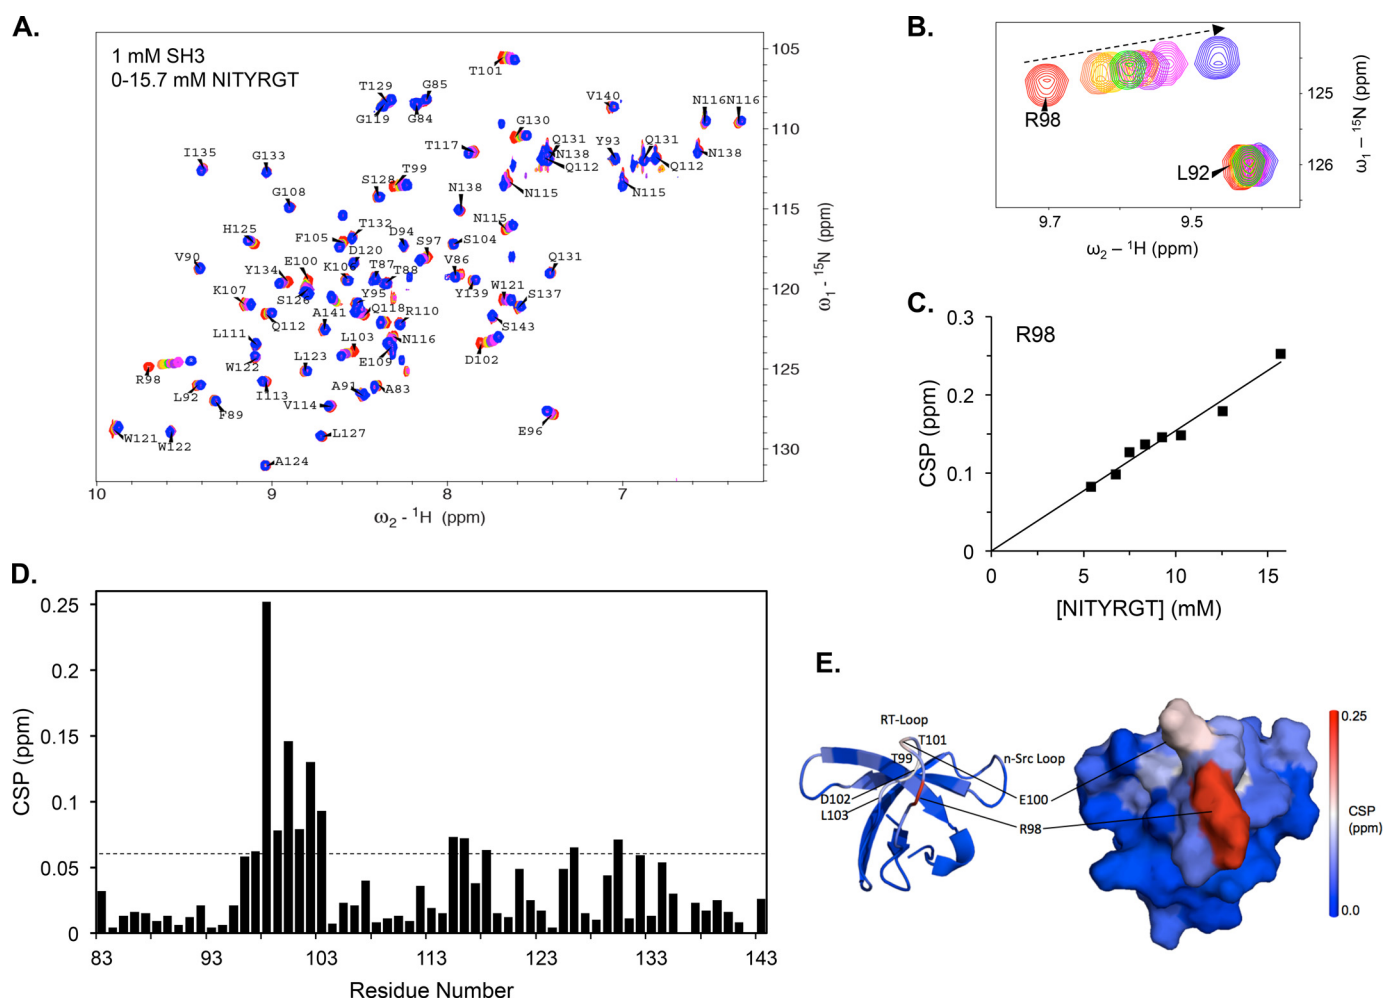 A.
1 mM SH3
0-15.7 mM NITYRGT
T101
T129
G85
G119
G84
V140
N116
N116
G130
Q131
N138
Q112
Y93
Q131
Q112
N138
T117
I135
G133
T99
S128
N115
N115
G108
N138
N115
H125
F105
T132
D120
D94
S97
S104
V90
Y134
E100
K106
T87
T88
V86
Q131
K107
S126
Y95
Y139
W121
S137
Q112
A141
Q118
R110
S143
L111
L103
N116
D102
W122
L123
E109
R98
L92
I113
A91
A83
F89
V114
E96
W121
W122
L127
A124
105
110
115
120
125
130
ω1 - 15N (ppm)
10
9
8
7
ω2 - 1H (ppm)
B.
R98
L92
125
126
ω1 – 15N (ppm)
9.7
9.5
ω2 – 1H (ppm)
C.
R98
0.3
0.2
0.1
0
CSP (ppm)
0
5
10
15
[NITYRGT] (mM)
D.
0.25
0.2
0.15
0.1
0.05
0
CSP (ppm)
83
93
103
113
123
133
143
Residue Number
E.
RT-Loop
T101
T99
n-Src Loop
D102
L103
E100
R98
0.25
CSP
(ppm)
0.0